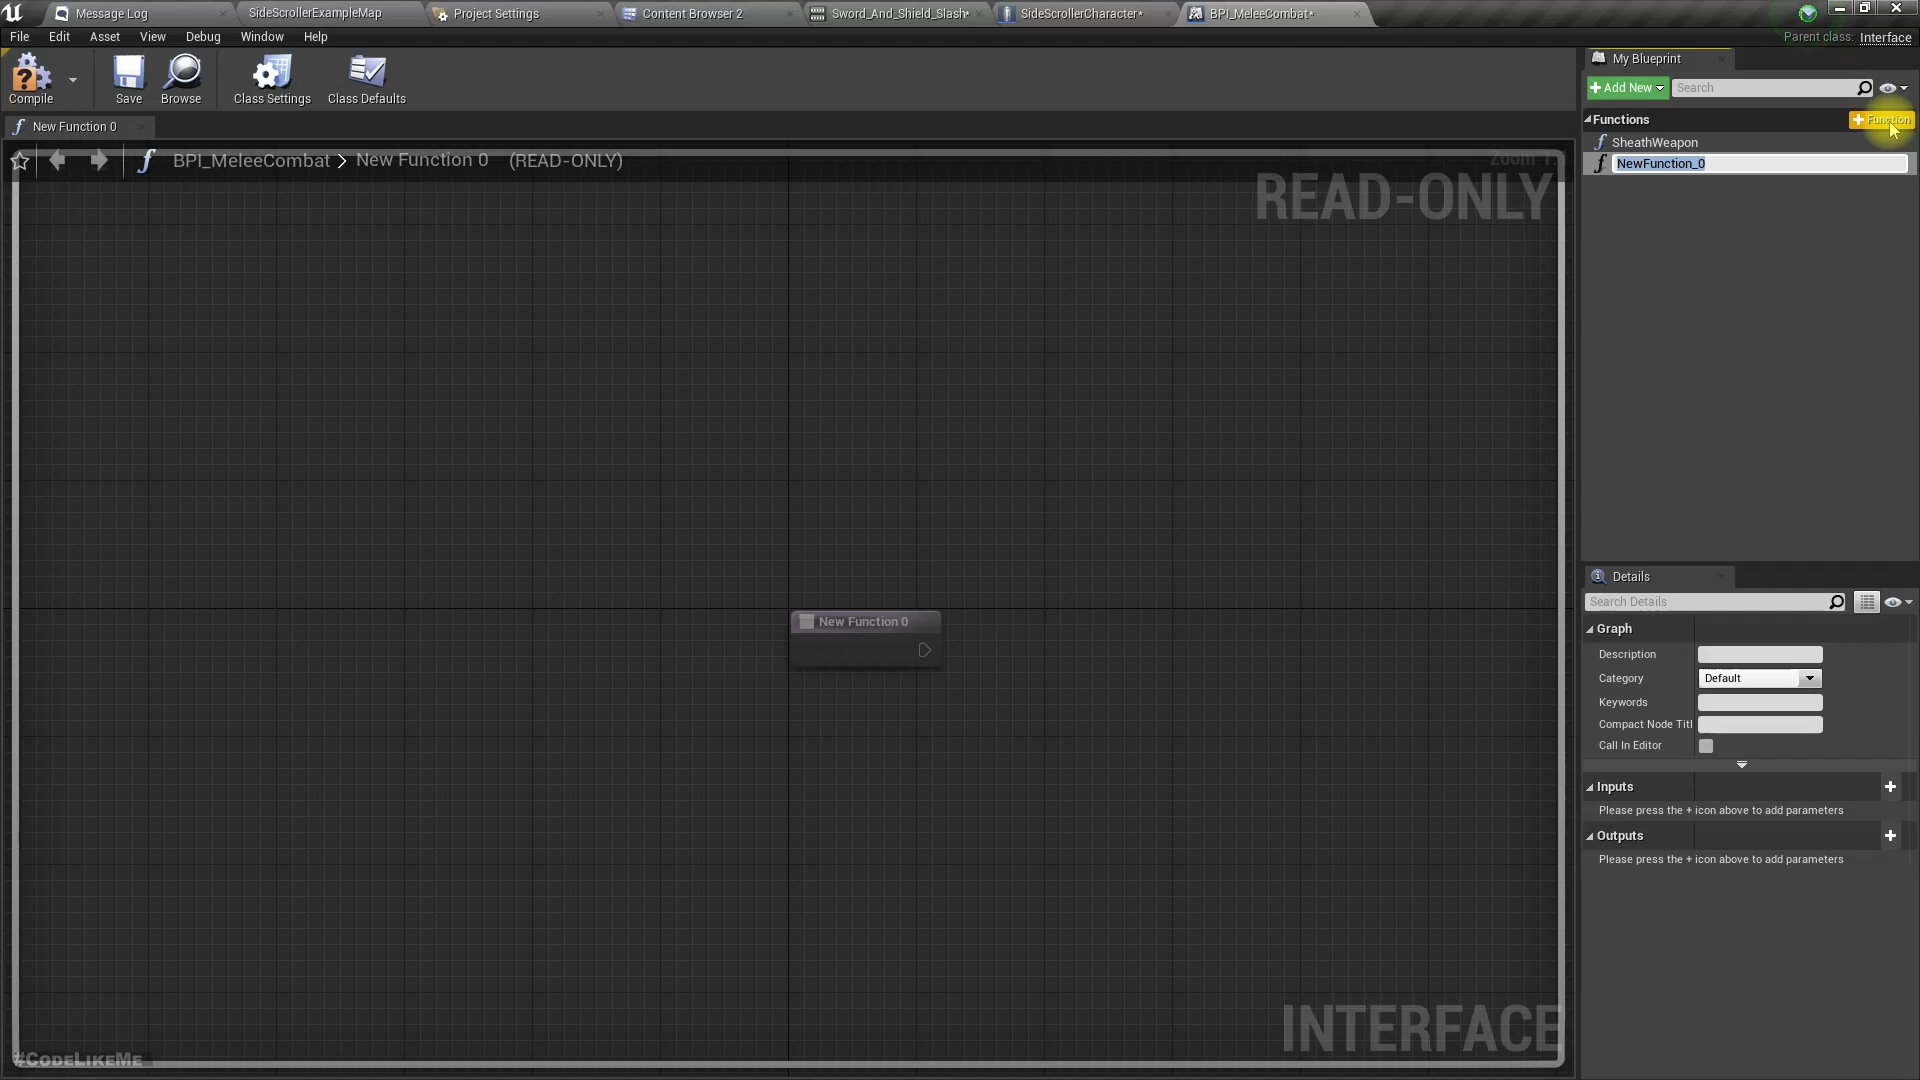 Message Log
SideScrollerExampleMap
Project Settings
Content Browser 2
Sword_And_Shield_Slash*
SideScrollerCharacter*
BPI_MeleeCombat*
File Edit Asset View Debug Window Help
Parent class: Interface
Compile
Save
Browse
Class Settings
Class Defaults
My Blueprint
Add New
Search
New Function 0
Functions
Function
SheathWeapon
NewFunction_0
BPI_MeleeCombat > New Function 0 (READ-ONLY)
READ-ONLY
New Function 0
Details
Search Details
Graph
Description
Category Default
Keywords
Compact Node Titl
Call In Editor
Inputs
Please press the + icon above to add parameters
Outputs
Please press the + icon above to add parameters
INTERFACE
#CodeLikeMe